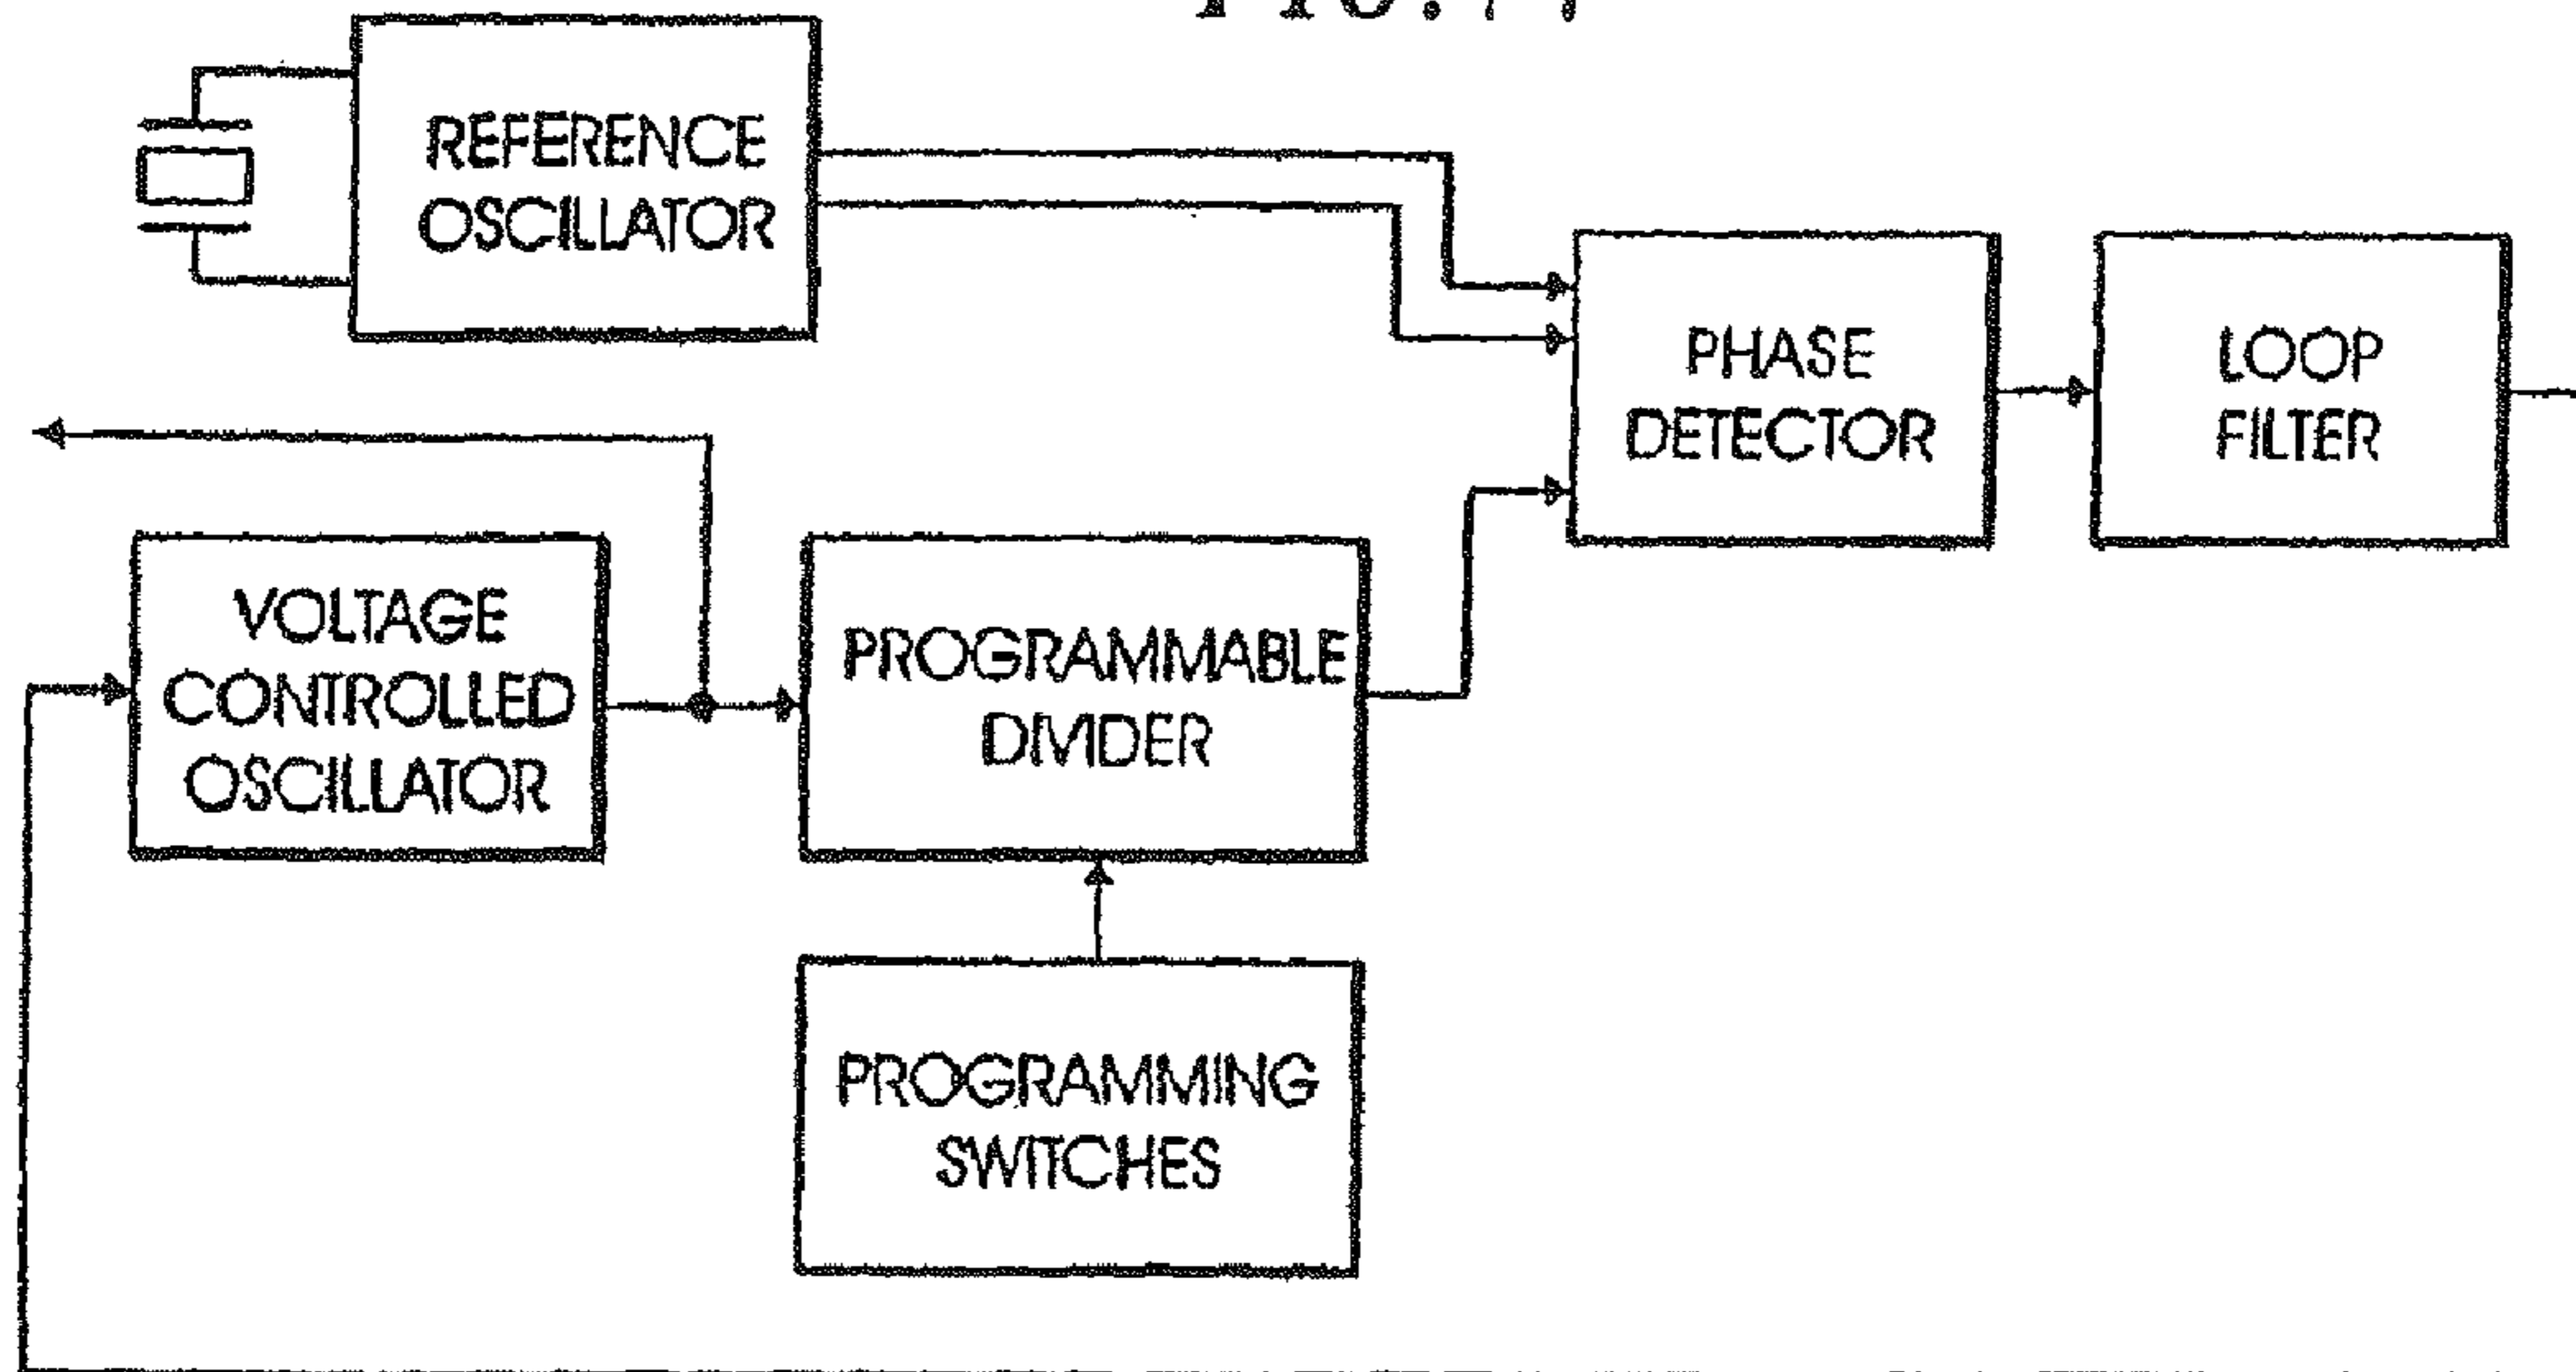 REFERENCE
OSCILLATOR
PHASE
DETECTOR
LOOP
FILTER
VOLTAGE
CONTROLLED
OSCILLATOR
PROGRAMMABLE
DIVIDER
PROGRAMMING
SWITCHES